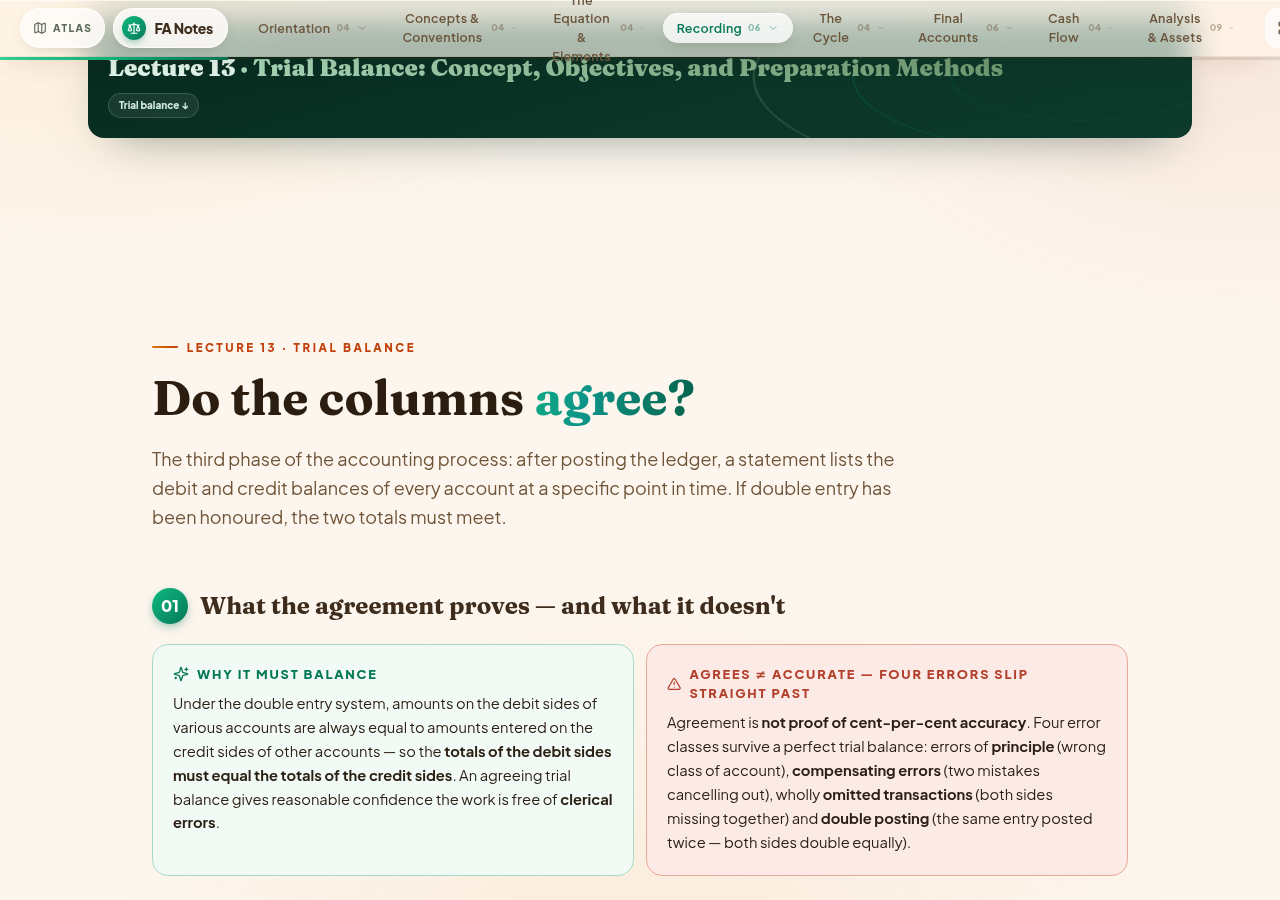 ATLAS
FA Notes
Orientation 04
Concepts & Conventions 04
The Equation & Elements 04
Recording 06
The Cycle 04
Final Accounts 06
Cash Flow 04
Analysis & Assets 09
Lecture 13 · Trial Balance: Concept, Objectives, and Preparation Methods
Trial balance ↓
LECTURE 13 · TRIAL BALANCE
Do the columns agree?
The third phase of the accounting process: after posting the ledger, a statement lists the
debit and credit balances of every account at a specific point in time. If double entry has
been honoured, the two totals must meet.
01 What the agreement proves — and what it doesn't
WHY IT MUST BALANCE
Under the double entry system, amounts on the debit sides of
various accounts are always equal to amounts entered on the
credit sides of other accounts — so the totals of the debit sides
must equal the totals of the credit sides. An agreeing trial
balance gives reasonable confidence the work is free of clerical
errors.
AGREES ≠ ACCURATE — FOUR ERRORS SLIP
STRAIGHT PAST
Agreement is not proof of cent-per-cent accuracy. Four error
classes survive a perfect trial balance: errors of principle (wrong
class of account), compensating errors (two mistakes
cancelling out), wholly omitted transactions (both sides
missing together) and double posting (the same entry posted
twice — both sides double equally).